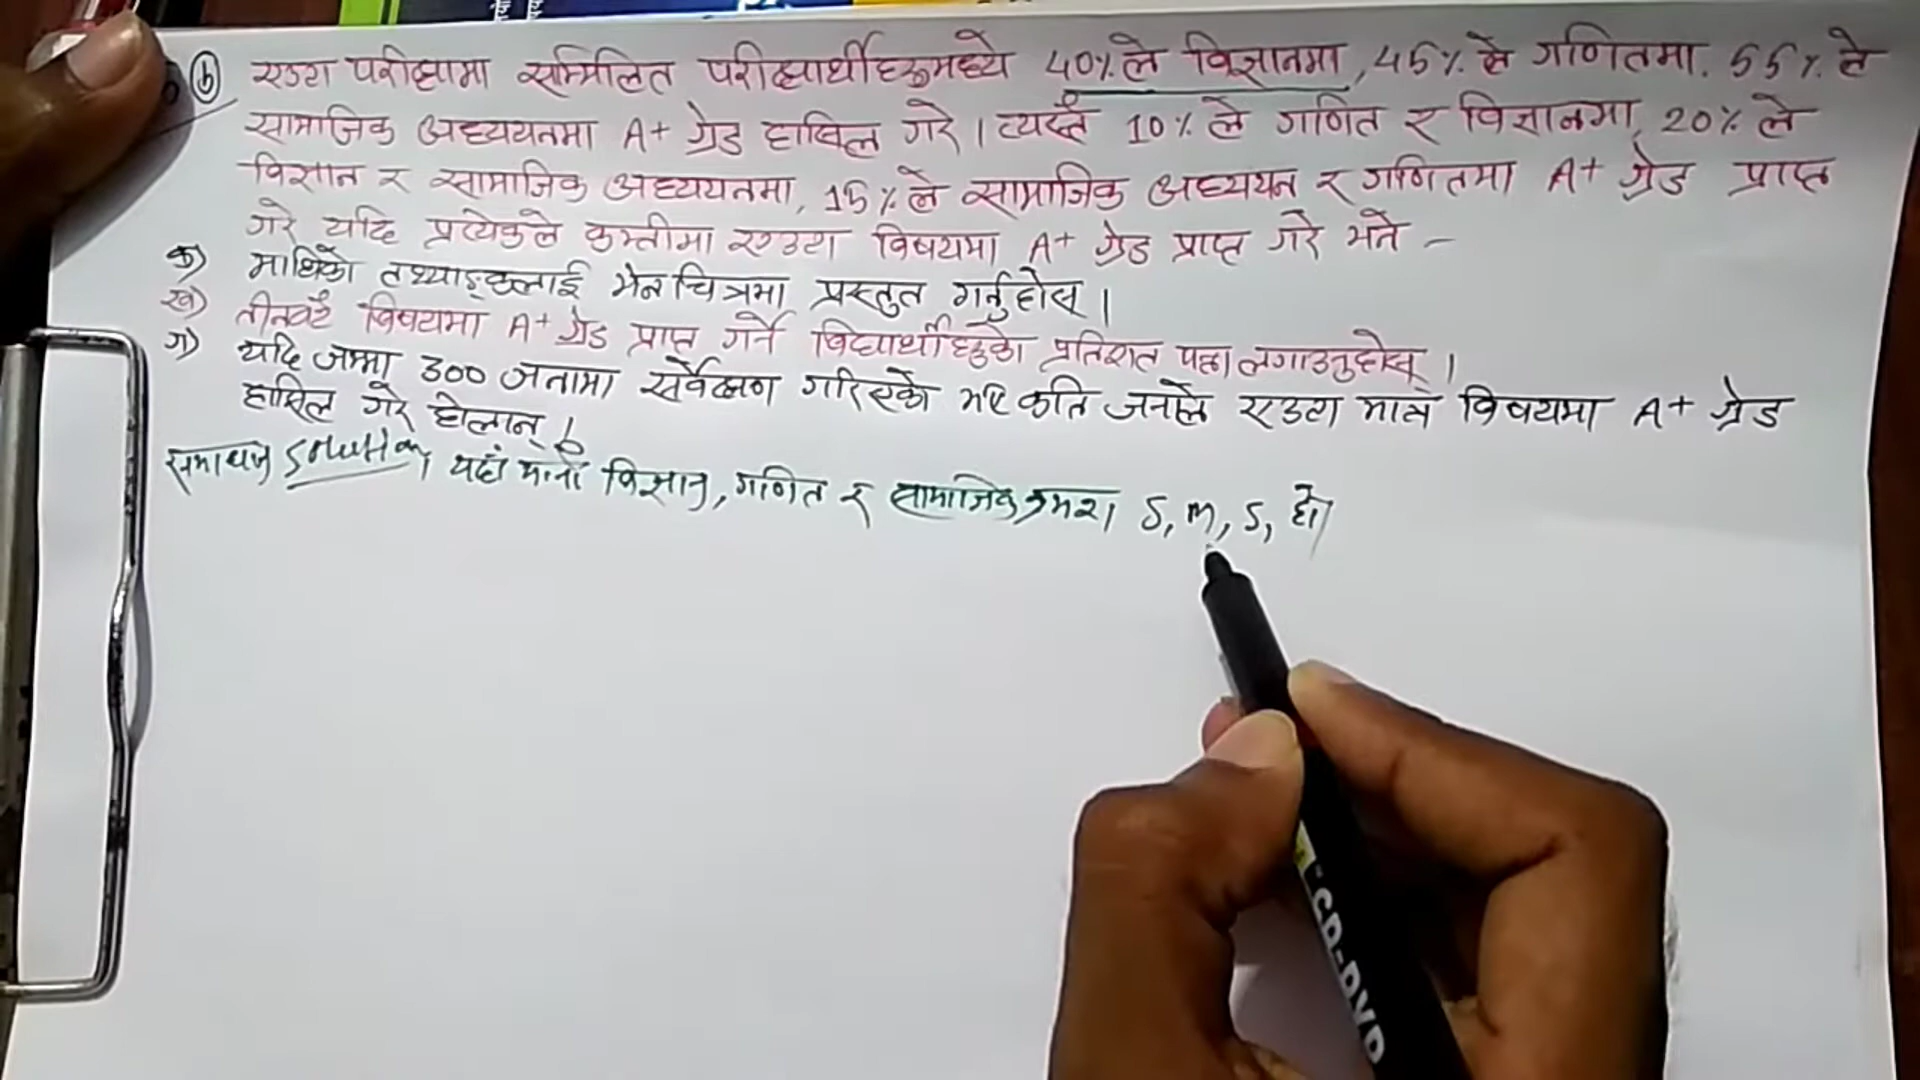 b एउटा परीक्षामा सम्मिलित परीक्षार्थीहरूमध्ये 40% ले विज्ञानमा, 45% ले गणितमा. 55% ले
सामाजिक अध्ययनमा A+ ग्रेड हासिल गरे। त्यस्तै 10% ले गणित र विज्ञानमा, 20% ले
विज्ञान र सामाजिक अध्ययनमा, 15% ले सामाजिक अध्ययन र गणितमा A+ ग्रेड प्राप्त
गरे यदि प्रत्येकले कम्तीमा एउटा विषयमा A+ ग्रेड प्राप्त गरे भने -
क) माथिको तथ्याङ्कलाई भेन चित्रमा प्रस्तुत गर्नुहोस्।
ख) तीनवटै विषयमा A+ ग्रेड प्राप्त गर्ने विद्यार्थीहरूको प्रतिशत पत्ता लगाउनुहोस्।
ग) यदि जम्मा 300 जनामा सर्वेक्षण गरिएको भए कति जनाले एउटा मात्र विषयमा A+ ग्रेड
हासिल गरे होलान्
समाधान Solution, यहाँ मानौं विज्ञान, गणित र सामाजिक क्रमशः S, M, S, हो